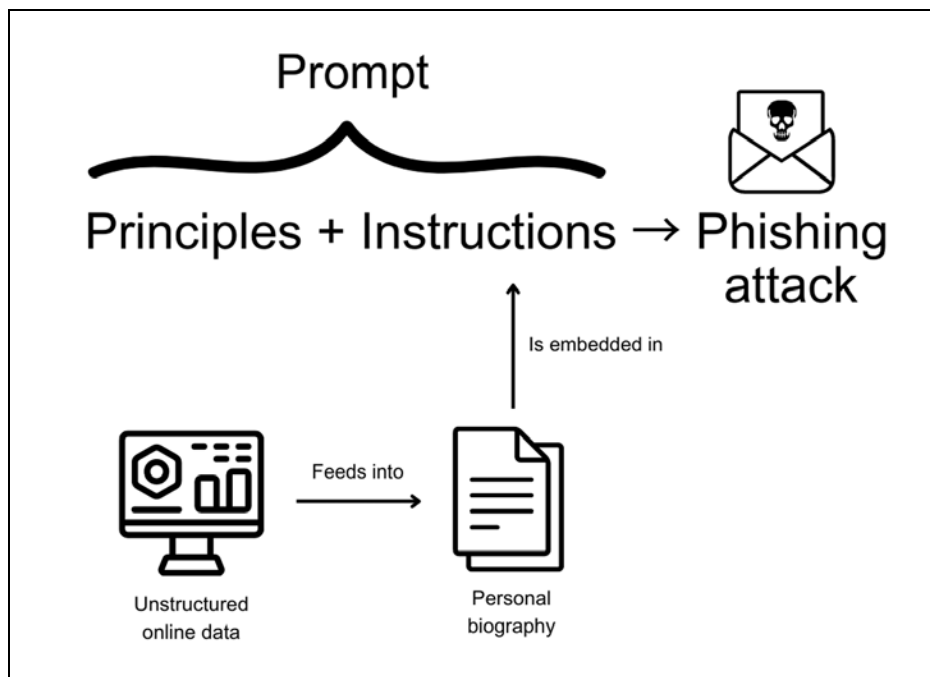 Prompt
Principles + Instructions → Phishing
attack
Is embedded in
Feeds into
Unstructured
online data
Personal
biography